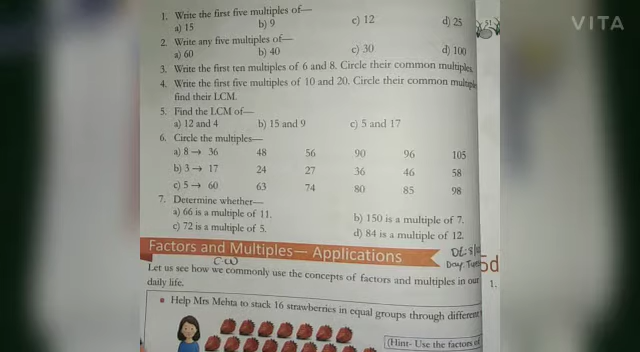 VITA
51
1. Write the first five multiples of—
a) 15 b) 9 c) 12 d) 25
2. Write any five multiples of—
a) 60 b) 40 c) 30 d) 100
3. Write the first ten multiples of 6 and 8. Circle their common multiples.
4. Write the first five multiples of 10 and 20. Circle their common multiples
find their LCM.
5. Find the LCM of—
a) 12 and 4 b) 15 and 9 c) 5 and 17
6. Circle the multiples—
a) 8 → 36 48 56 90 96 105
b) 3 → 17 24 27 36 46 58
c) 5 → 60 63 74 80 85 98
7. Determine whether—
a) 66 is a multiple of 11. b) 150 is a multiple of 7.
c) 72 is a multiple of 5. d) 84 is a multiple of 12.
Factors and Multiples— Applications
C-W
Day.
5d
Let us see how we commonly use the concepts of factors and multiples in our
daily life.
1.
Help Mrs Mehta to stack 16 strawberries in equal groups through different
(Hint- Use the factors of